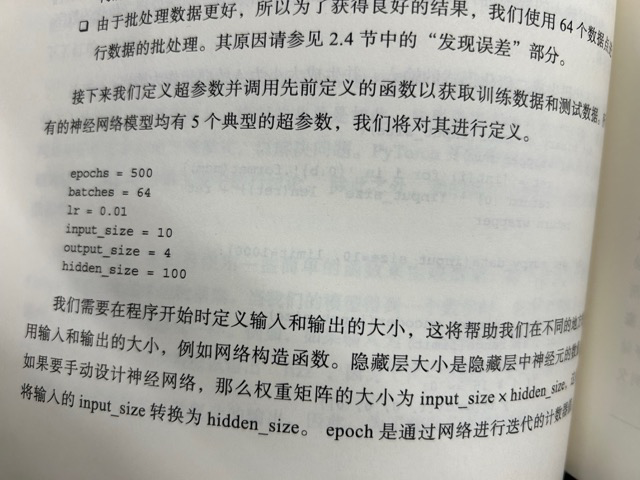 ❑ 由于批处理数据更好，所以为了获得良好的结果，我们使用 64 个数据点
行数据的批处理。其原因请参见 2.4 节中的“发现误差”部分。
接下来我们定义超参数并调用先前定义的函数以获取训练数据和测试数据。
有的神经网络模型均有 5 个典型的超参数，我们将对其进行定义。
epochs = 500
batches = 64
lr = 0.01
input_size = 10
output_size = 4
hidden_size = 100
我们需要在程序开始时定义输入和输出的大小，这将帮助我们在不同的地方
用输入和输出的大小，例如网络构造函数。隐藏层大小是隐藏层中神经元的数
如果要手动设计神经网络，那么权重矩阵的大小为 input_size × hidden_size,
将输入的 input_size 转换为 hidden_size。 epoch 是通过网络进行迭代的计数